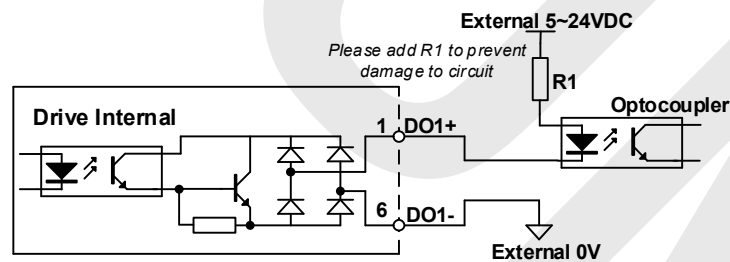 External 5~24VDC
Please add R1 to prevent
damage to circuit
R1
Optocoupler
Drive Internal
1 DO1+
6 DO1-
External 0V